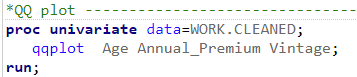 *QQ plot --------------------------------
proc univariate data=WORK.CLEANED;
qqplot Age Annual_Premium Vintage;
run;